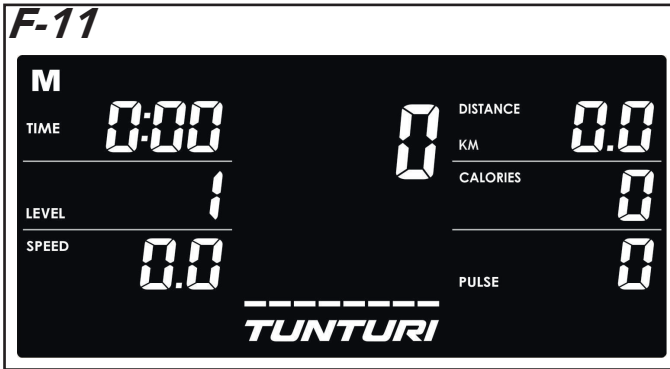 F-11
M
TIME 0:00
LEVEL 1
SPEED 0.0
0
DISTANCE
KM 0.0
CALORIES 0
PULSE 0
TUNTURI